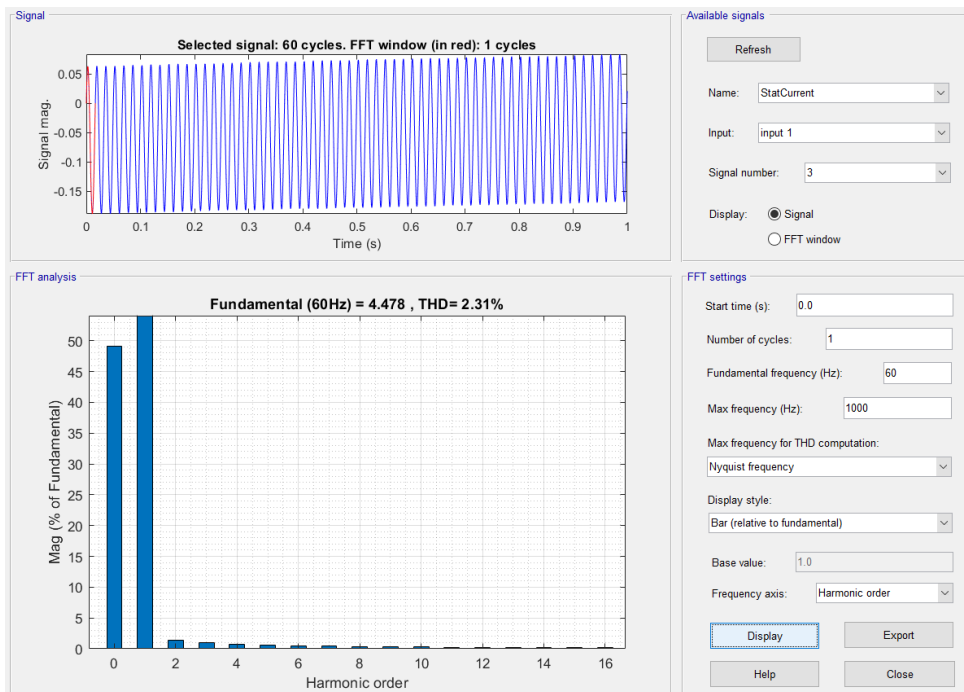 Signal
Selected signal: 60 cycles. FFT window (in red): 1 cycles
0.05
0
-0.05
-0.1
-0.15
Signal mag.
0 0.1 0.2 0.3 0.4 0.5 0.6 0.7 0.8 0.9 1
Time (s)
Available signals
Refresh
Name: StatCurrent
Input: input 1
Signal number: 3
Display: Signal
FFT window
FFT analysis
Fundamental (60Hz) = 4.478 , THD= 2.31%
50
45
40
35
30
25
20
15
10
5
0
Mag (% of Fundamental)
0 2 4 6 8 10 12 14 16
Harmonic order
FFT settings
Start time (s): 0.0
Number of cycles: 1
Fundamental frequency (Hz): 60
Max frequency (Hz): 1000
Max frequency for THD computation:
Nyquist frequency
Display style:
Bar (relative to fundamental)
Base value: 1.0
Frequency axis: Harmonic order
Display Export
Help Close